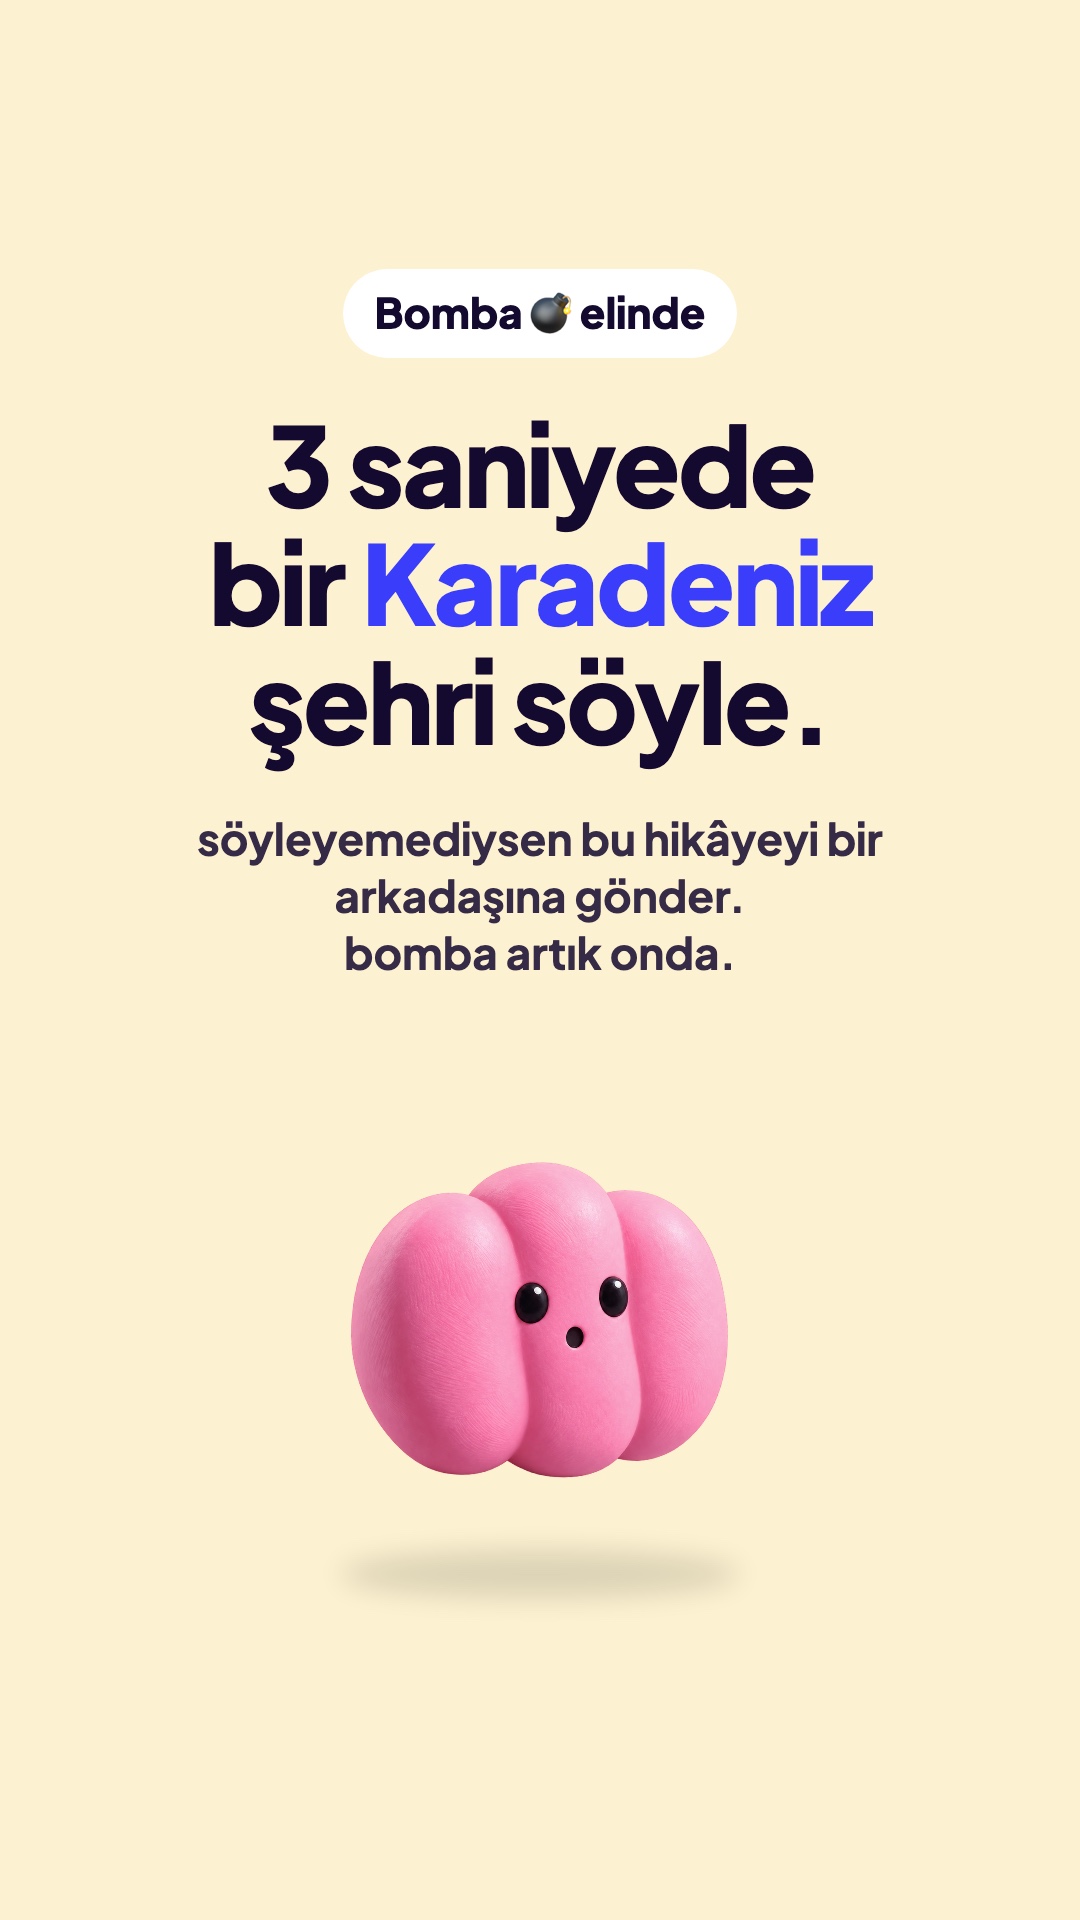 Bomba 💣 elinde
3 saniyede
bir Karadeniz
şehri söyle.
söyleyemediysen bu hikâyeyi bir
arkadaşına gönder.
bomba artık onda.